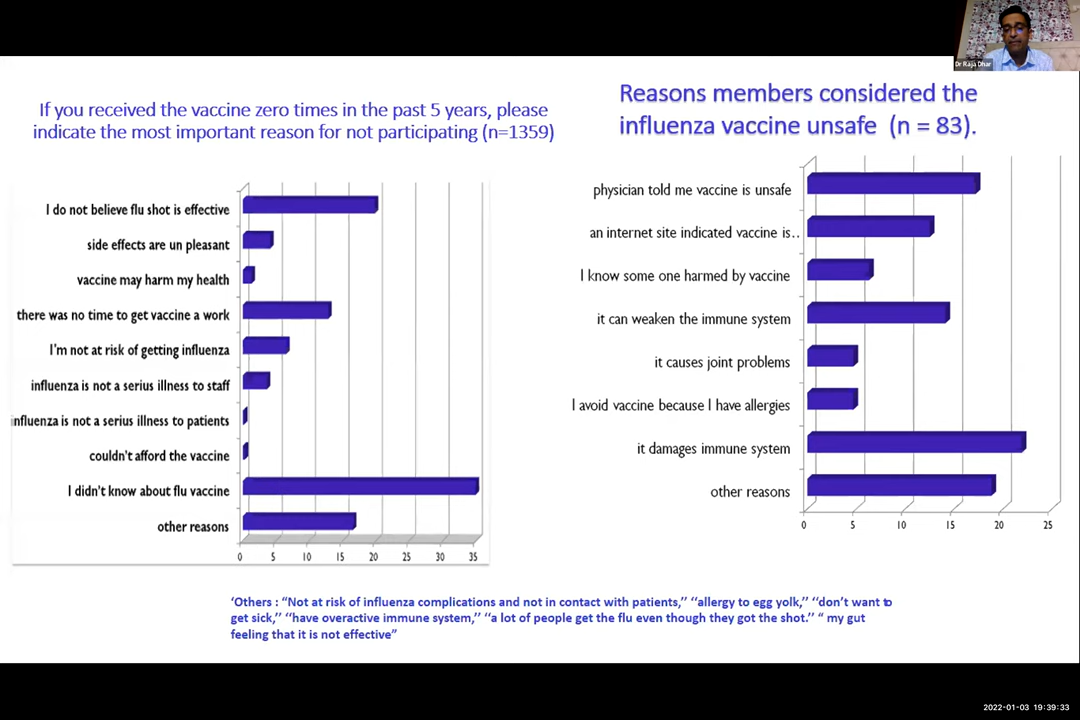 Dr Raja Dhar
If you received the vaccine zero times in the past 5 years, please
indicate the most important reason for not participating (n=1359)
I do not believe flu shot is effective
side effects are un pleasant
vaccine may harm my health
there was no time to get vaccine a work
I'm not at risk of getting influenza
influenza is not a serius illness to staff
influenza is not a serius illness to patients
couldn't afford the vaccine
I didn't know about flu vaccine
other reasons
0 5 10 15 20 25 30 35
Reasons members considered the
influenza vaccine unsafe (n = 83).
physician told me vaccine is unsafe
an internet site indicated vaccine is..
I know some one harmed by vaccine
it can weaken the immune system
it causes joint problems
I avoid vaccine because I have allergies
it damages immune system
other reasons
0 5 10 15 20 25
‘Others : “Not at risk of influenza complications and not in contact with patients,’’ ‘‘allergy to egg yolk,’’ ‘‘don’t want to
get sick,’’ ‘‘have overactive immune system,’’ ‘‘a lot of people get the flu even though they got the shot.’’ “ my gut
feeling that it is not effective”
2022-01-03 19:39:33